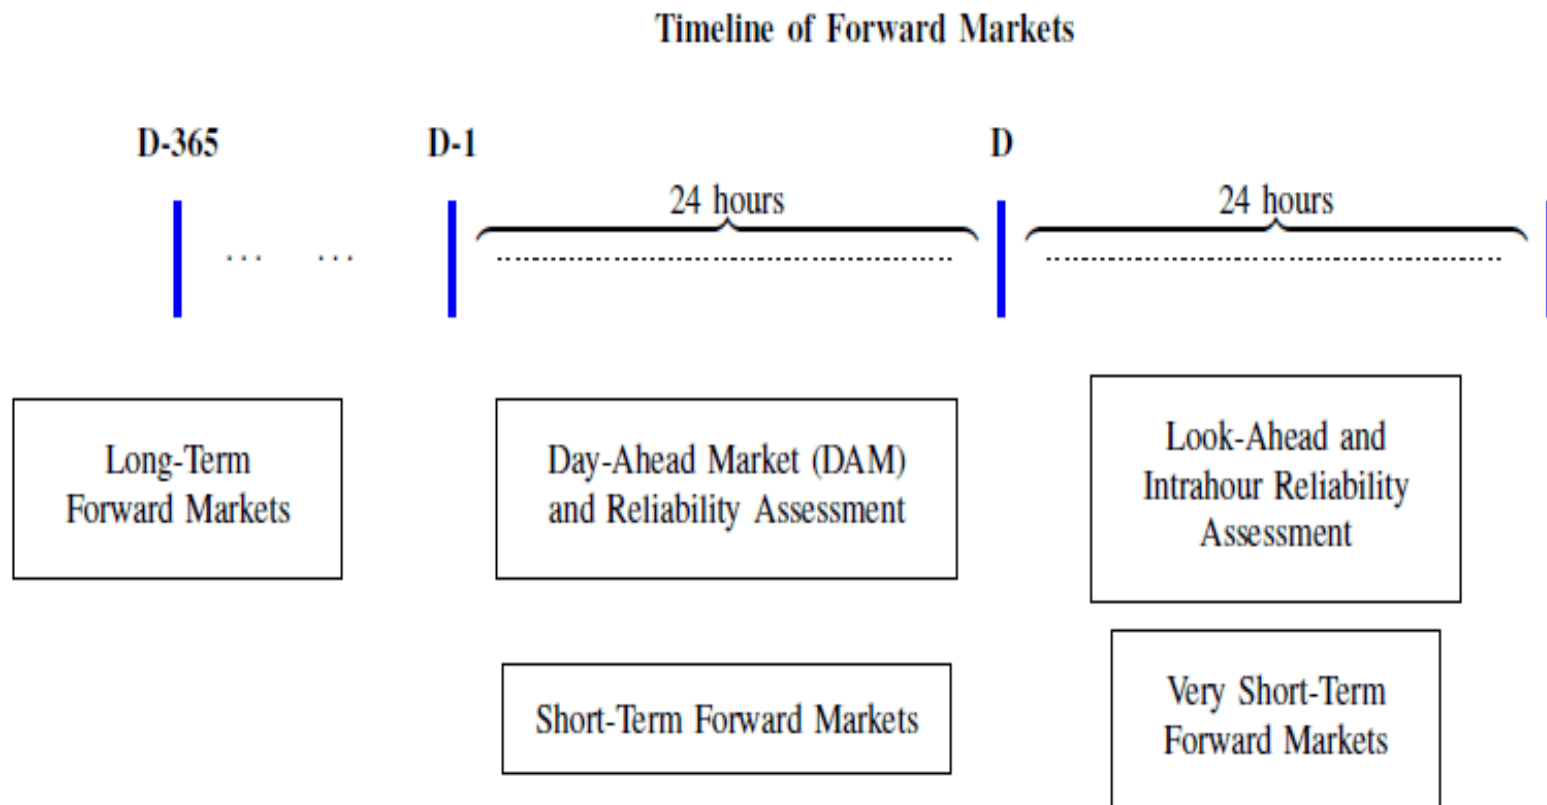 Timeline of Forward Markets
D-365
D-1
D
24 hours
24 hours
... ...
Long-Term
Forward Markets
Day-Ahead Market (DAM)
and Reliability Assessment
Look-Ahead and
Intrahour Reliability
Assessment
Short-Term Forward Markets
Very Short-Term
Forward Markets